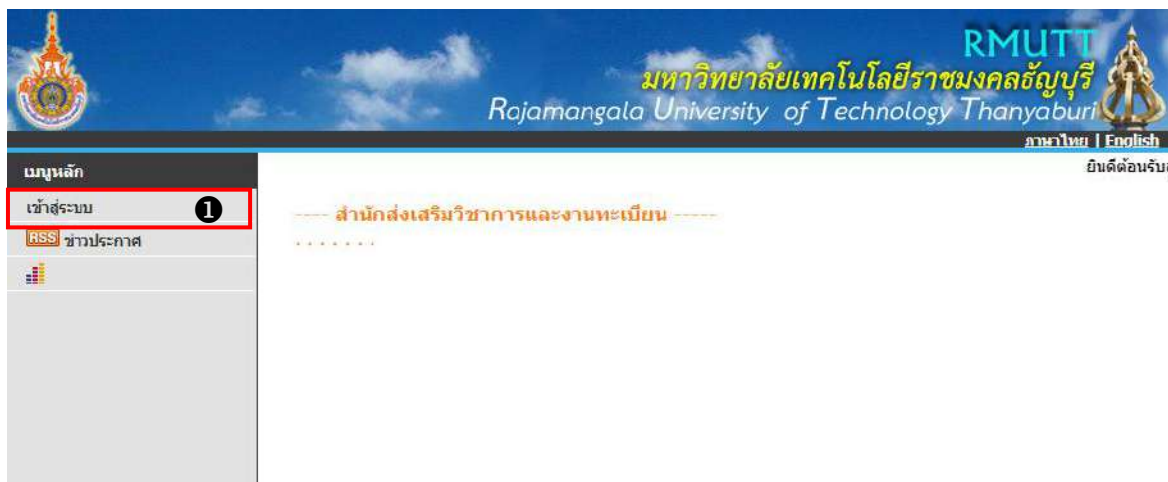 RMUTT
มหาวิทยาลัยเทคโนโลยีราชมงคลธัญบุรี
Rajamangala University of Technology Thanyaburi
ภาษาไทย | English
เมนูหลัก
ยินดีต้อนรับ
เข้าสู่ระบบ ❶
---- สำนักส่งเสริมวิชาการและงานทะเบียน -----
RSS ข่าวประกาศ
. . . . . . .